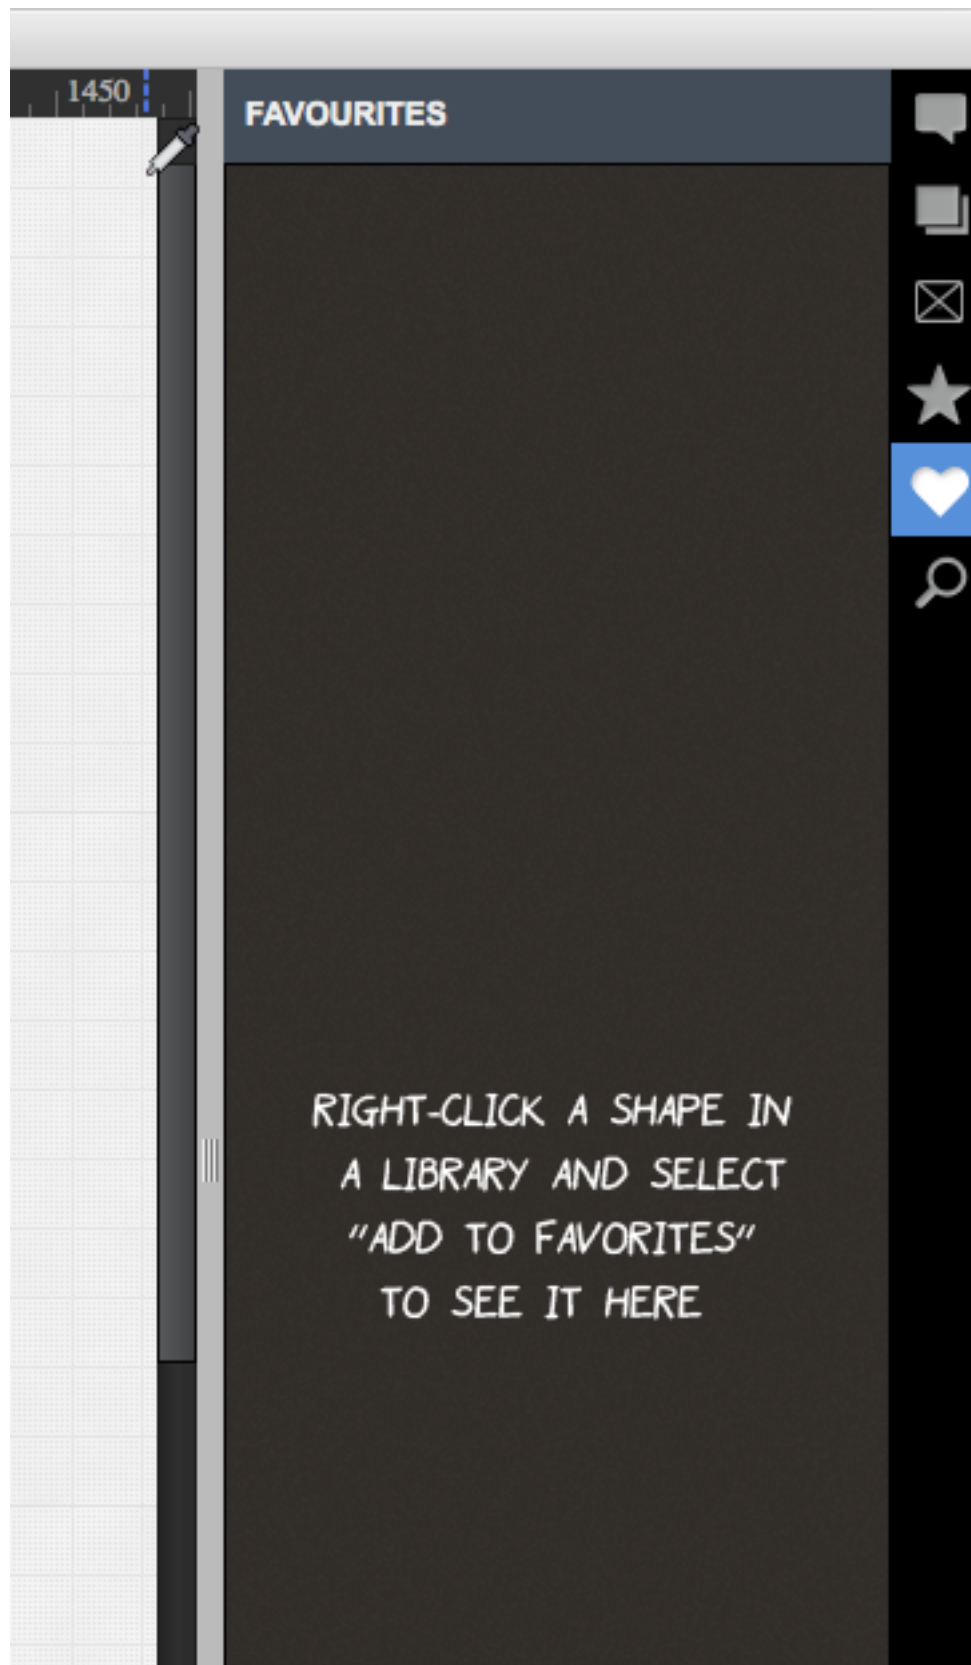 1450
FAVOURITES
RIGHT-CLICK A SHAPE IN
A LIBRARY AND SELECT
"ADD TO FAVORITES"
TO SEE IT HERE